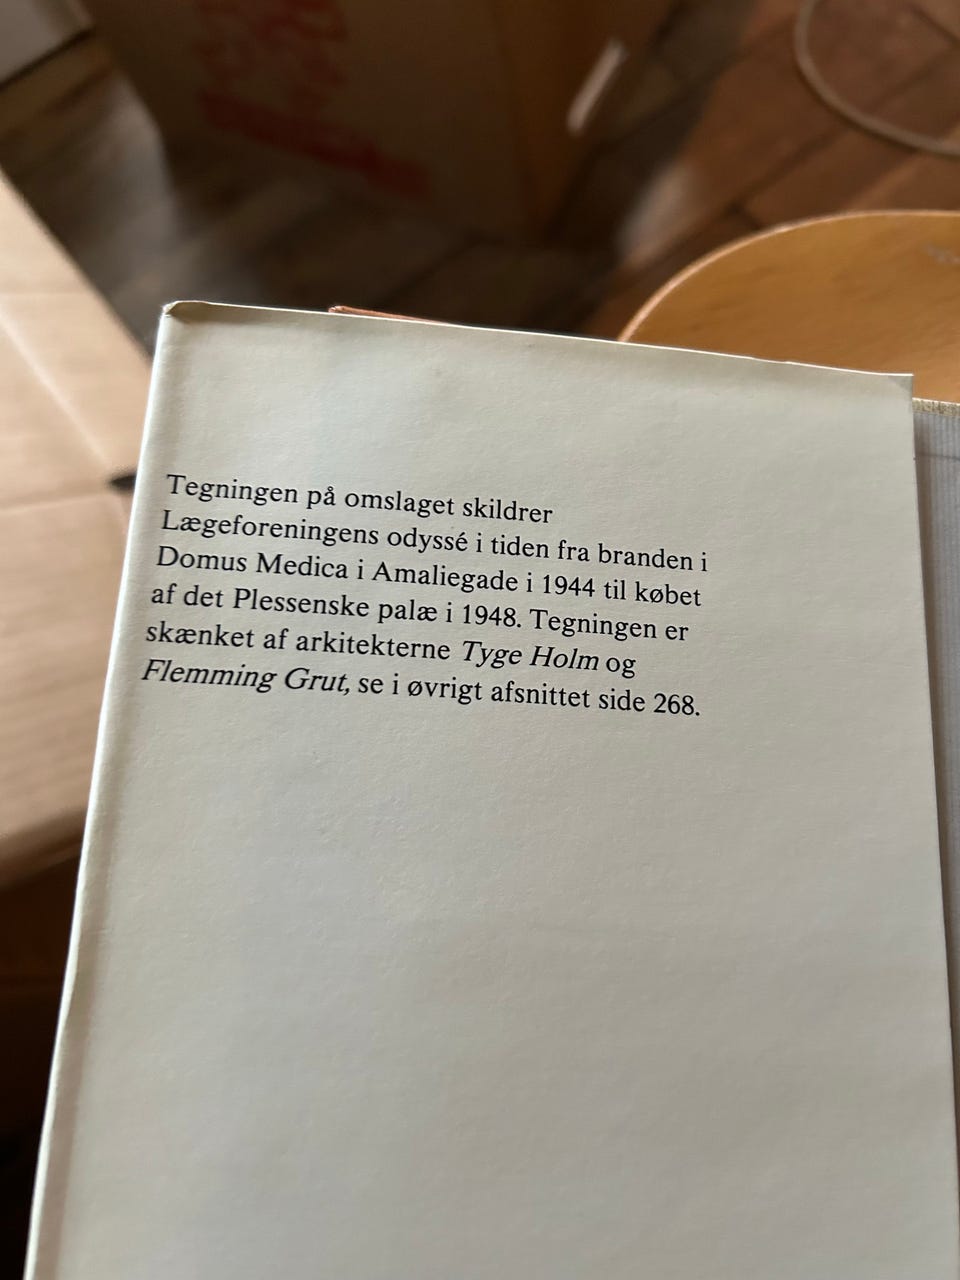 Tegningen på omslaget skildrer
Lægeforeningens odyssé i tiden fra branden i
Domus Medica i Amaliegade i 1944 til købet
af det Plessenske palæ i 1948. Tegningen er
skænket af arkitekterne Tyge Holm og
Flemming Grut, se i øvrigt afsnittet side 268.